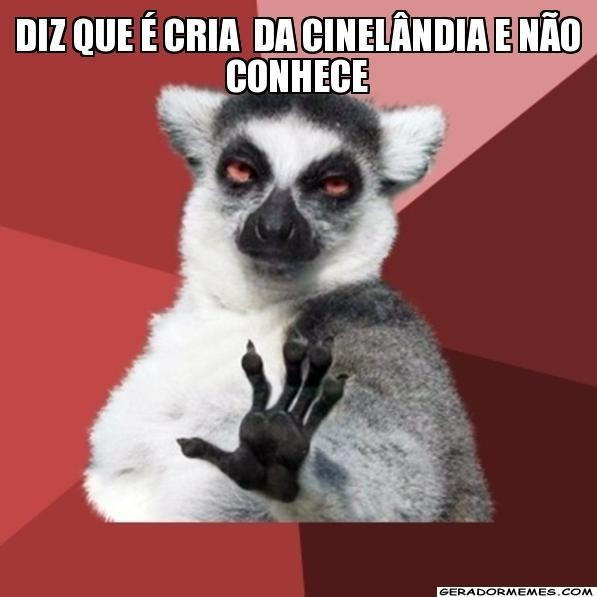 DIZ QUE É CRIA  DA CINELÂNDIA E NÃO
CONHECE
GERADORMEMES.COM